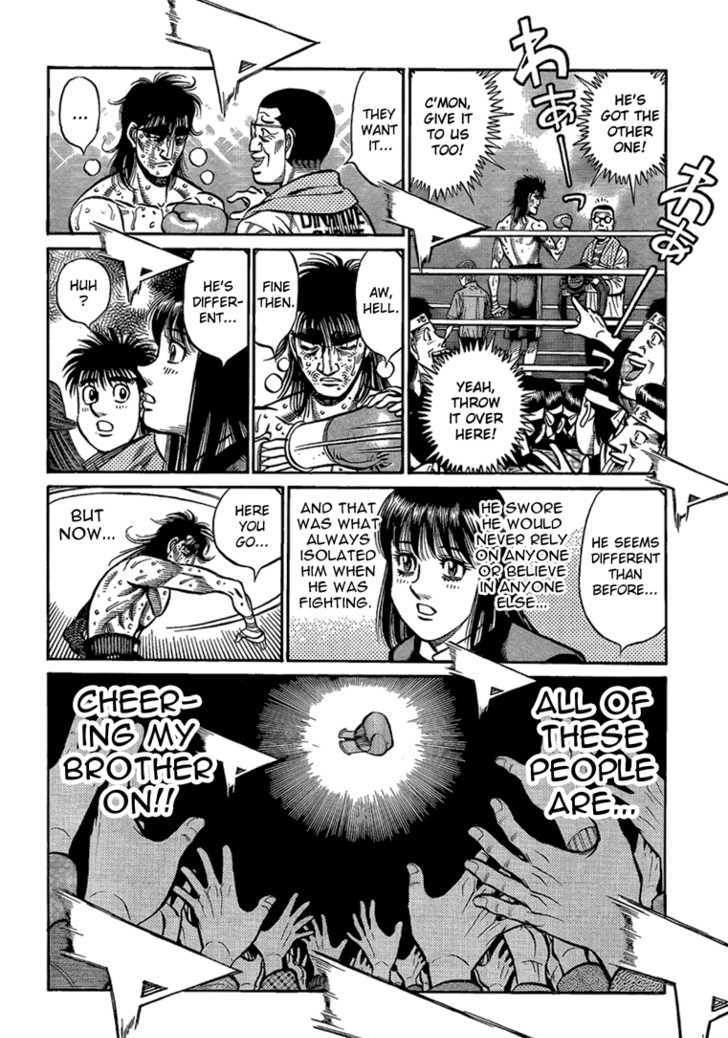 HE'S
GOT THE
OTHER
ONE!
C'MON,
GIVE IT
TO US
TOO!
わあぁー
わあぁ
YEAH,
THROW
IT OVER
HERE!
THEY
WANT
IT...
...
DIVINE
AW,
HELL.
FINE
THEN.
HE'S
DIFFER-
ENT...
HUH
?
HE SEEMS
DIFFERENT
THAN
BEFORE...
HE SWORE
HE WOULD
NEVER RELY
ON ANYONE
OR BELIEVE
IN ANYONE
ELSE...
AND THAT
WAS WHAT
ALWAYS
ISOLATED
HIM WHEN
HE WAS
FIGHTING.
HERE
YOU
GO...
BUT
NOW...
ALL OF
THESE
PEOPLE
ARE...
CHEER-
ING MY
BROTHER
ON!!